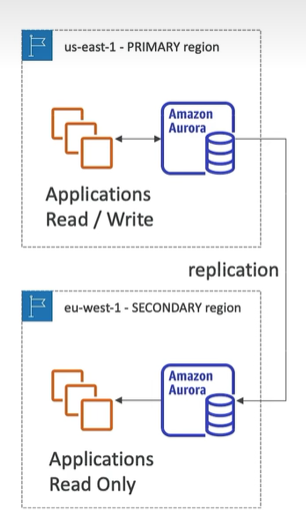 us-east-1 - PRIMARY region
Amazon
Aurora
Applications
Read / Write
replication
eu-west-1 - SECONDARY region
Amazon
Aurora
Applications
Read Only